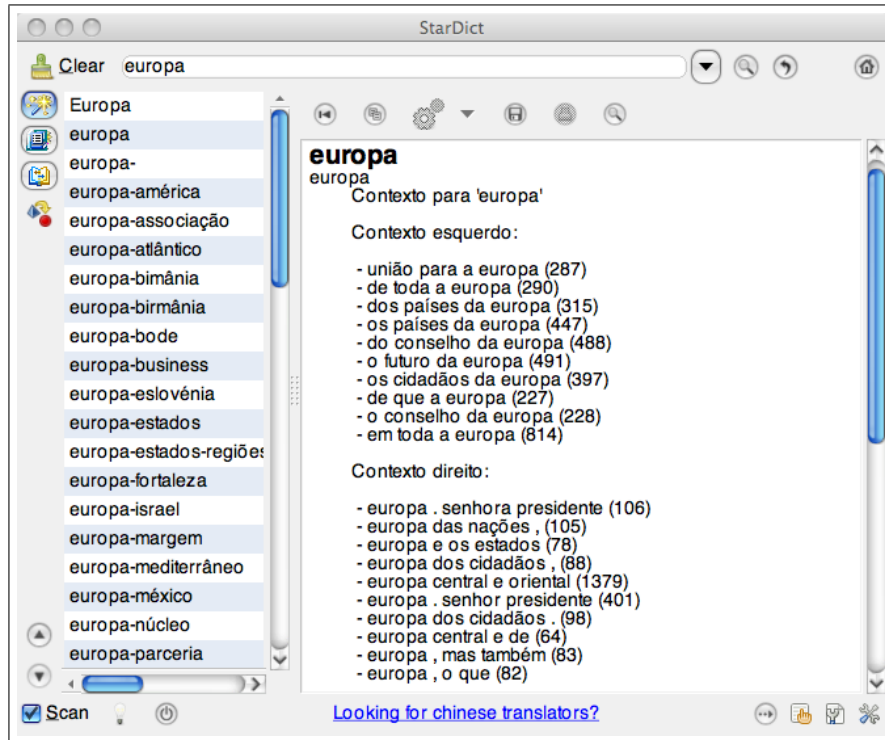 StarDict
Clear europa
Europa
europa
europa-
europa-américa
europa-associação
europa-atlântico
europa-bimânia
europa-birmânia
europa-bode
europa-business
europa-eslovénia
europa-estados
europa-estados-regiões
europa-fortaleza
europa-israel
europa-margem
europa-mediterrâneo
europa-méxico
europa-núcleo
europa-parceria
europa
europa
Contexto para 'europa'
Contexto esquerdo:
- união para a europa (287)
- de toda a europa (290)
- dos países da europa (315)
- os países da europa (447)
- do conselho da europa (488)
- o futuro da europa (491)
- os cidadãos da europa (397)
- de que a europa (227)
- o conselho da europa (228)
- em toda a europa (814)
Contexto direito:
- europa . senhora presidente (106)
- europa das nações , (105)
- europa e os estados (78)
- europa dos cidadãos , (88)
- europa central e oriental (1379)
- europa . senhor presidente (401)
- europa dos cidadãos . (98)
- europa central e de (64)
- europa , mas também (83)
- europa , o que (82)
Scan
Looking for chinese translators?